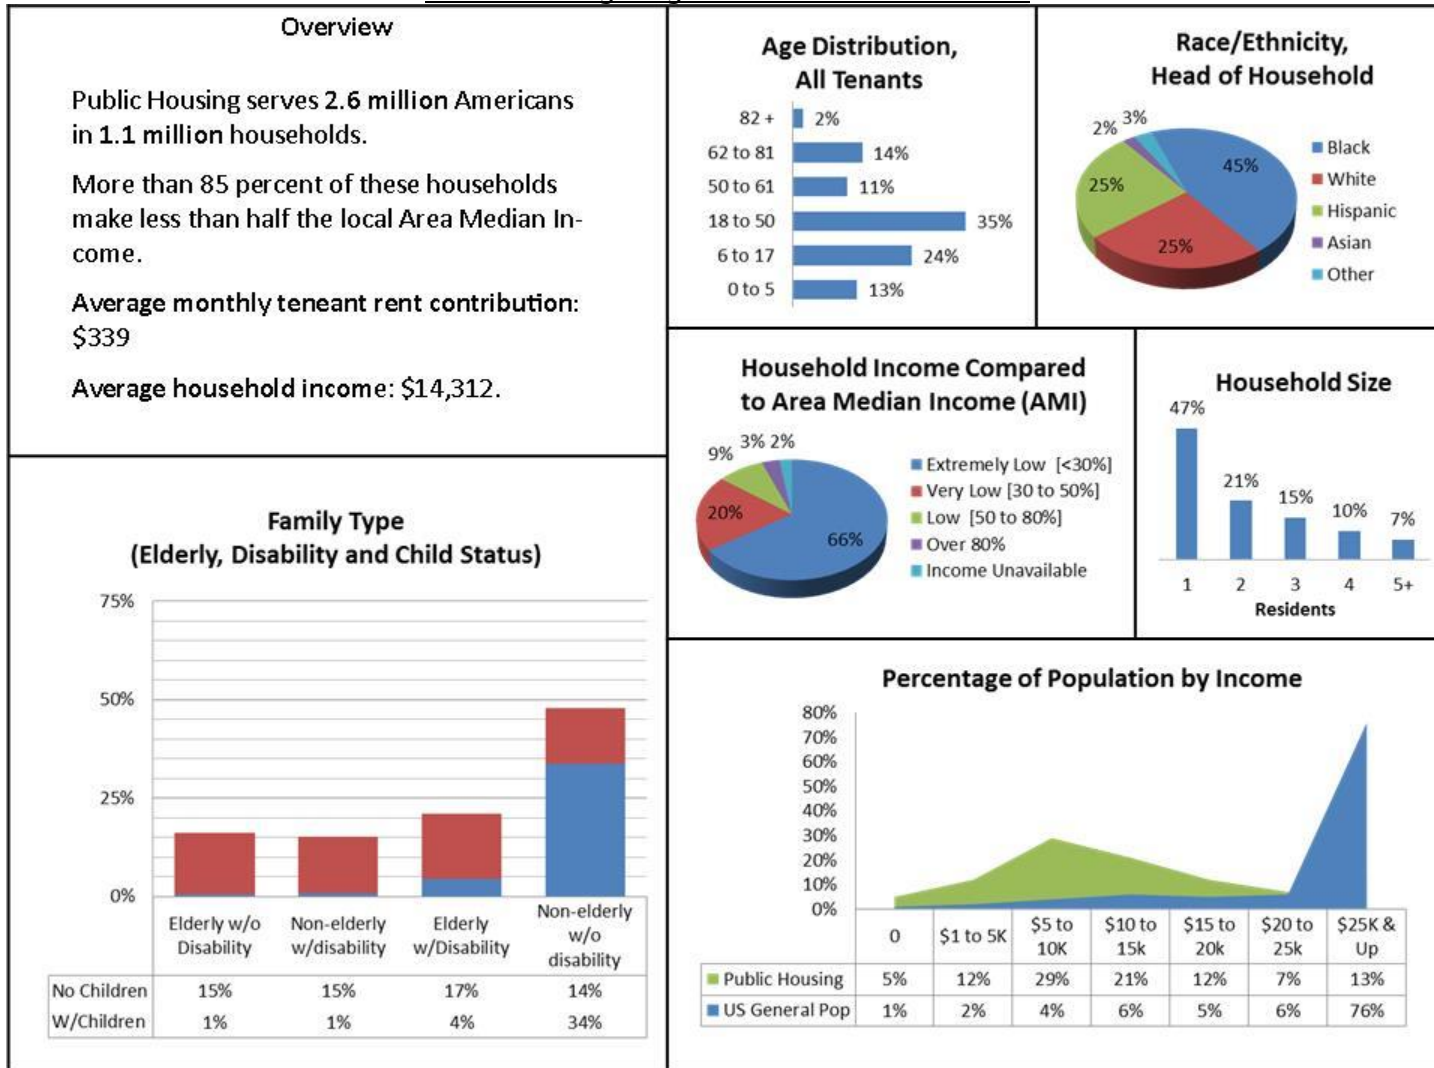 Overview
Public Housing serves 2.6 million Americans
in 1.1 million households.
More than 85 percent of these households
make less than half the local Area Median In-
come.
Average monthly teneant rent contribution:
$339
Average household income: $14,312.
Age Distribution,
All Tenants
82 + 2%
62 to 81 14%
50 to 61 11%
18 to 50 35%
6 to 17 24%
0 to 5 13%
Race/Ethnicity,
Head of Household
2% 3%
45%
25%
25%
Black
White
Hispanic
Asian
Other
Household Income Compared
to Area Median Income (AMI)
9% 3% 2%
20%
66%
Extremely Low [<30%]
Very Low [30 to 50%]
Low [50 to 80%]
Over 80%
Income Unavailable
Household Size
47%
21%
15%
10%
7%
1 2 3 4 5+
Residents
Family Type
(Elderly, Disability and Child Status)
75%
50%
25%
0%
Elderly w/o
Disability
Non-elderly
w/disability
Elderly
w/Disability
Non-elderly
w/o
disability
No Children 15% 15% 17% 14%
W/Children 1% 1% 4% 34%
Percentage of Population by Income
80%
70%
60%
50%
40%
30%
20%
10%
0%
0
$1 to 5K
$5 to
10K
$10 to
15k
$15 to
20k
$20 to
25k
$25K &
Up
Public Housing 5% 12% 29% 21% 12% 7% 13%
US General Pop 1% 2% 4% 6% 5% 6% 76%